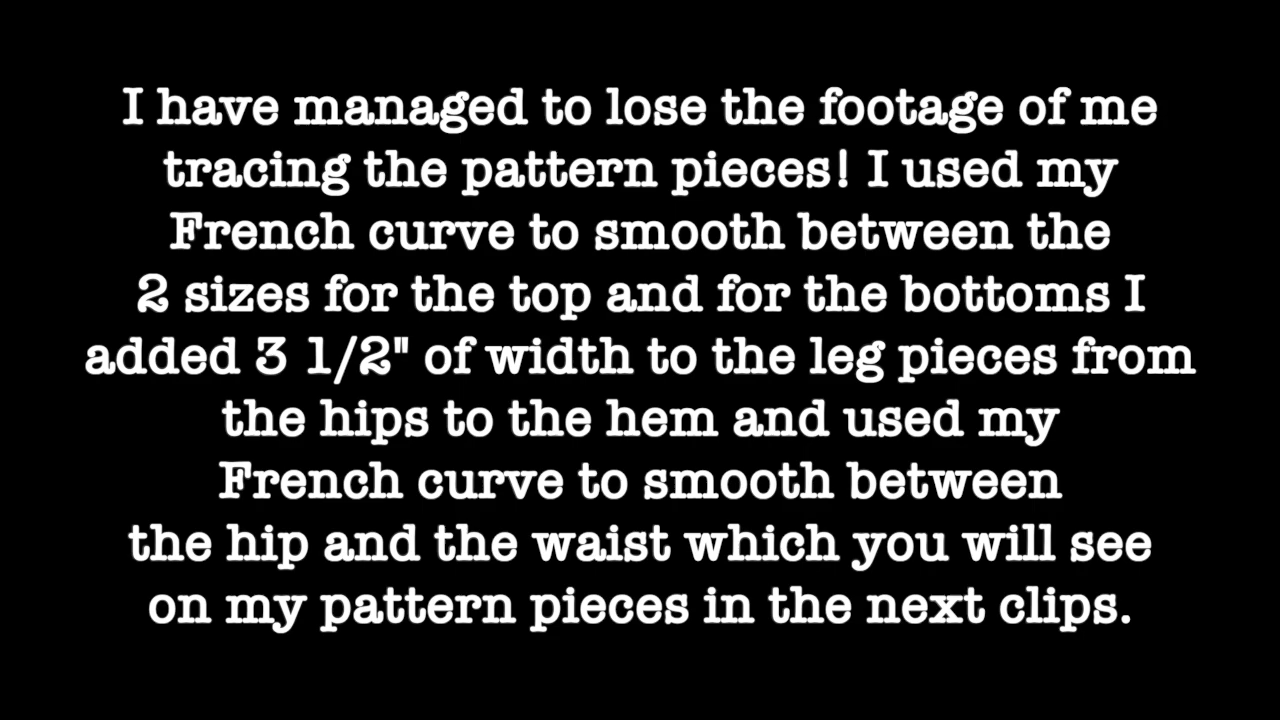 I have managed to lose the footage of me
tracing the pattern pieces! I used my
French curve to smooth between the
2 sizes for the top and for the bottoms I
added 3 1/2" of width to the leg pieces from
the hips to the hem and used my
French curve to smooth between
the hip and the waist which you will see
on my pattern pieces in the next clips.